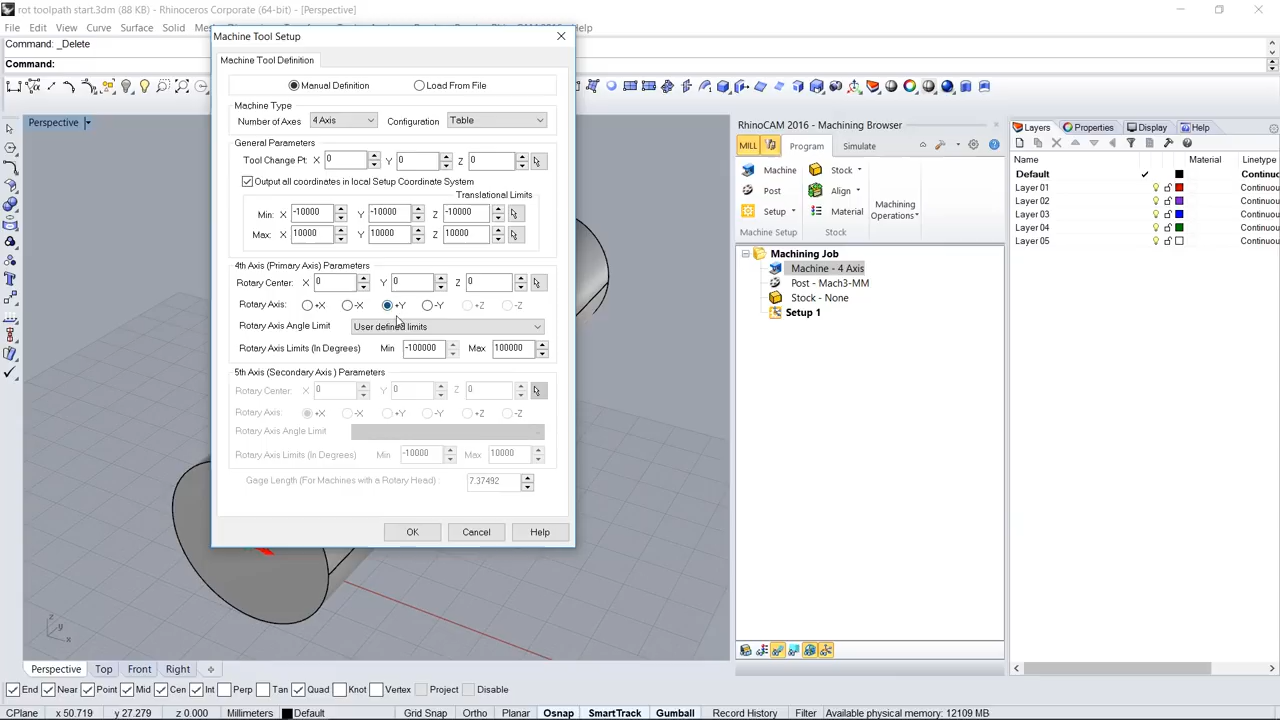 rot toolpath start.3dm (88 KB) - Rhinoceros Corporate (64-bit) - [Perspective]
File Edit View Curve Surface Solid
Command: _Delete
Command:
Perspective
Machine Tool Setup
Machine Tool Definition
Manual Definition Load From File
Machine Type
Number of Axes 4 Axis Configuration Table
General Parameters
Tool Change Pt: X 0 Y 0 Z 0
Output all coordinates in local Setup Coordinate System
Translational Limits
Min: X -10000 Y -10000 Z -10000
Max: X 10000 Y 10000 Z 10000
4th Axis (Primary Axis) Parameters
Rotary Center: X 0 Y 0 Z 0
Rotary Axis: +X -X +Y -Y +Z -Z
Rotary Axis Angle Limit User defined limits
Rotary Axis Limits (In Degrees) Min -100000 Max 100000
5th Axis (Secondary Axis ) Parameters
Rotary Center: X 0 Y 0 Z 0
Rotary Axis: +X -X +Y -Y +Z -Z
Rotary Axis Angle Limit
Rotary Axis Limits (In Degrees) Min -10000 Max 10000
Gage Length (For Machines with a Rotary Head) 7.37492
OK Cancel Help
RhinoCAM 2016 - Machining Browser
MILL Program Simulate
Machine Stock
Post Align
Setup Material
Machining Operations
Machine Setup Stock
Machining Job
Machine - 4 Axis
Post - Mach3-MM
Stock - None
Setup 1
Layers Properties Display Help
Name Material Linetype
Default Continuous
Layer 01 Continuou
Layer 02 Continuou
Layer 03 Continuou
Layer 04 Continuou
Layer 05 Continuou
z y x
Perspective Top Front Right
End Near Point Mid Cen Int Perp Tan Quad Knot Vertex Project Disable
CPlane x 50.719 y 27.279 z 0.000 Millimeters Default Grid Snap Ortho Planar Osnap SmartTrack Gumball Record History Filter Available physical memory: 12109 MB